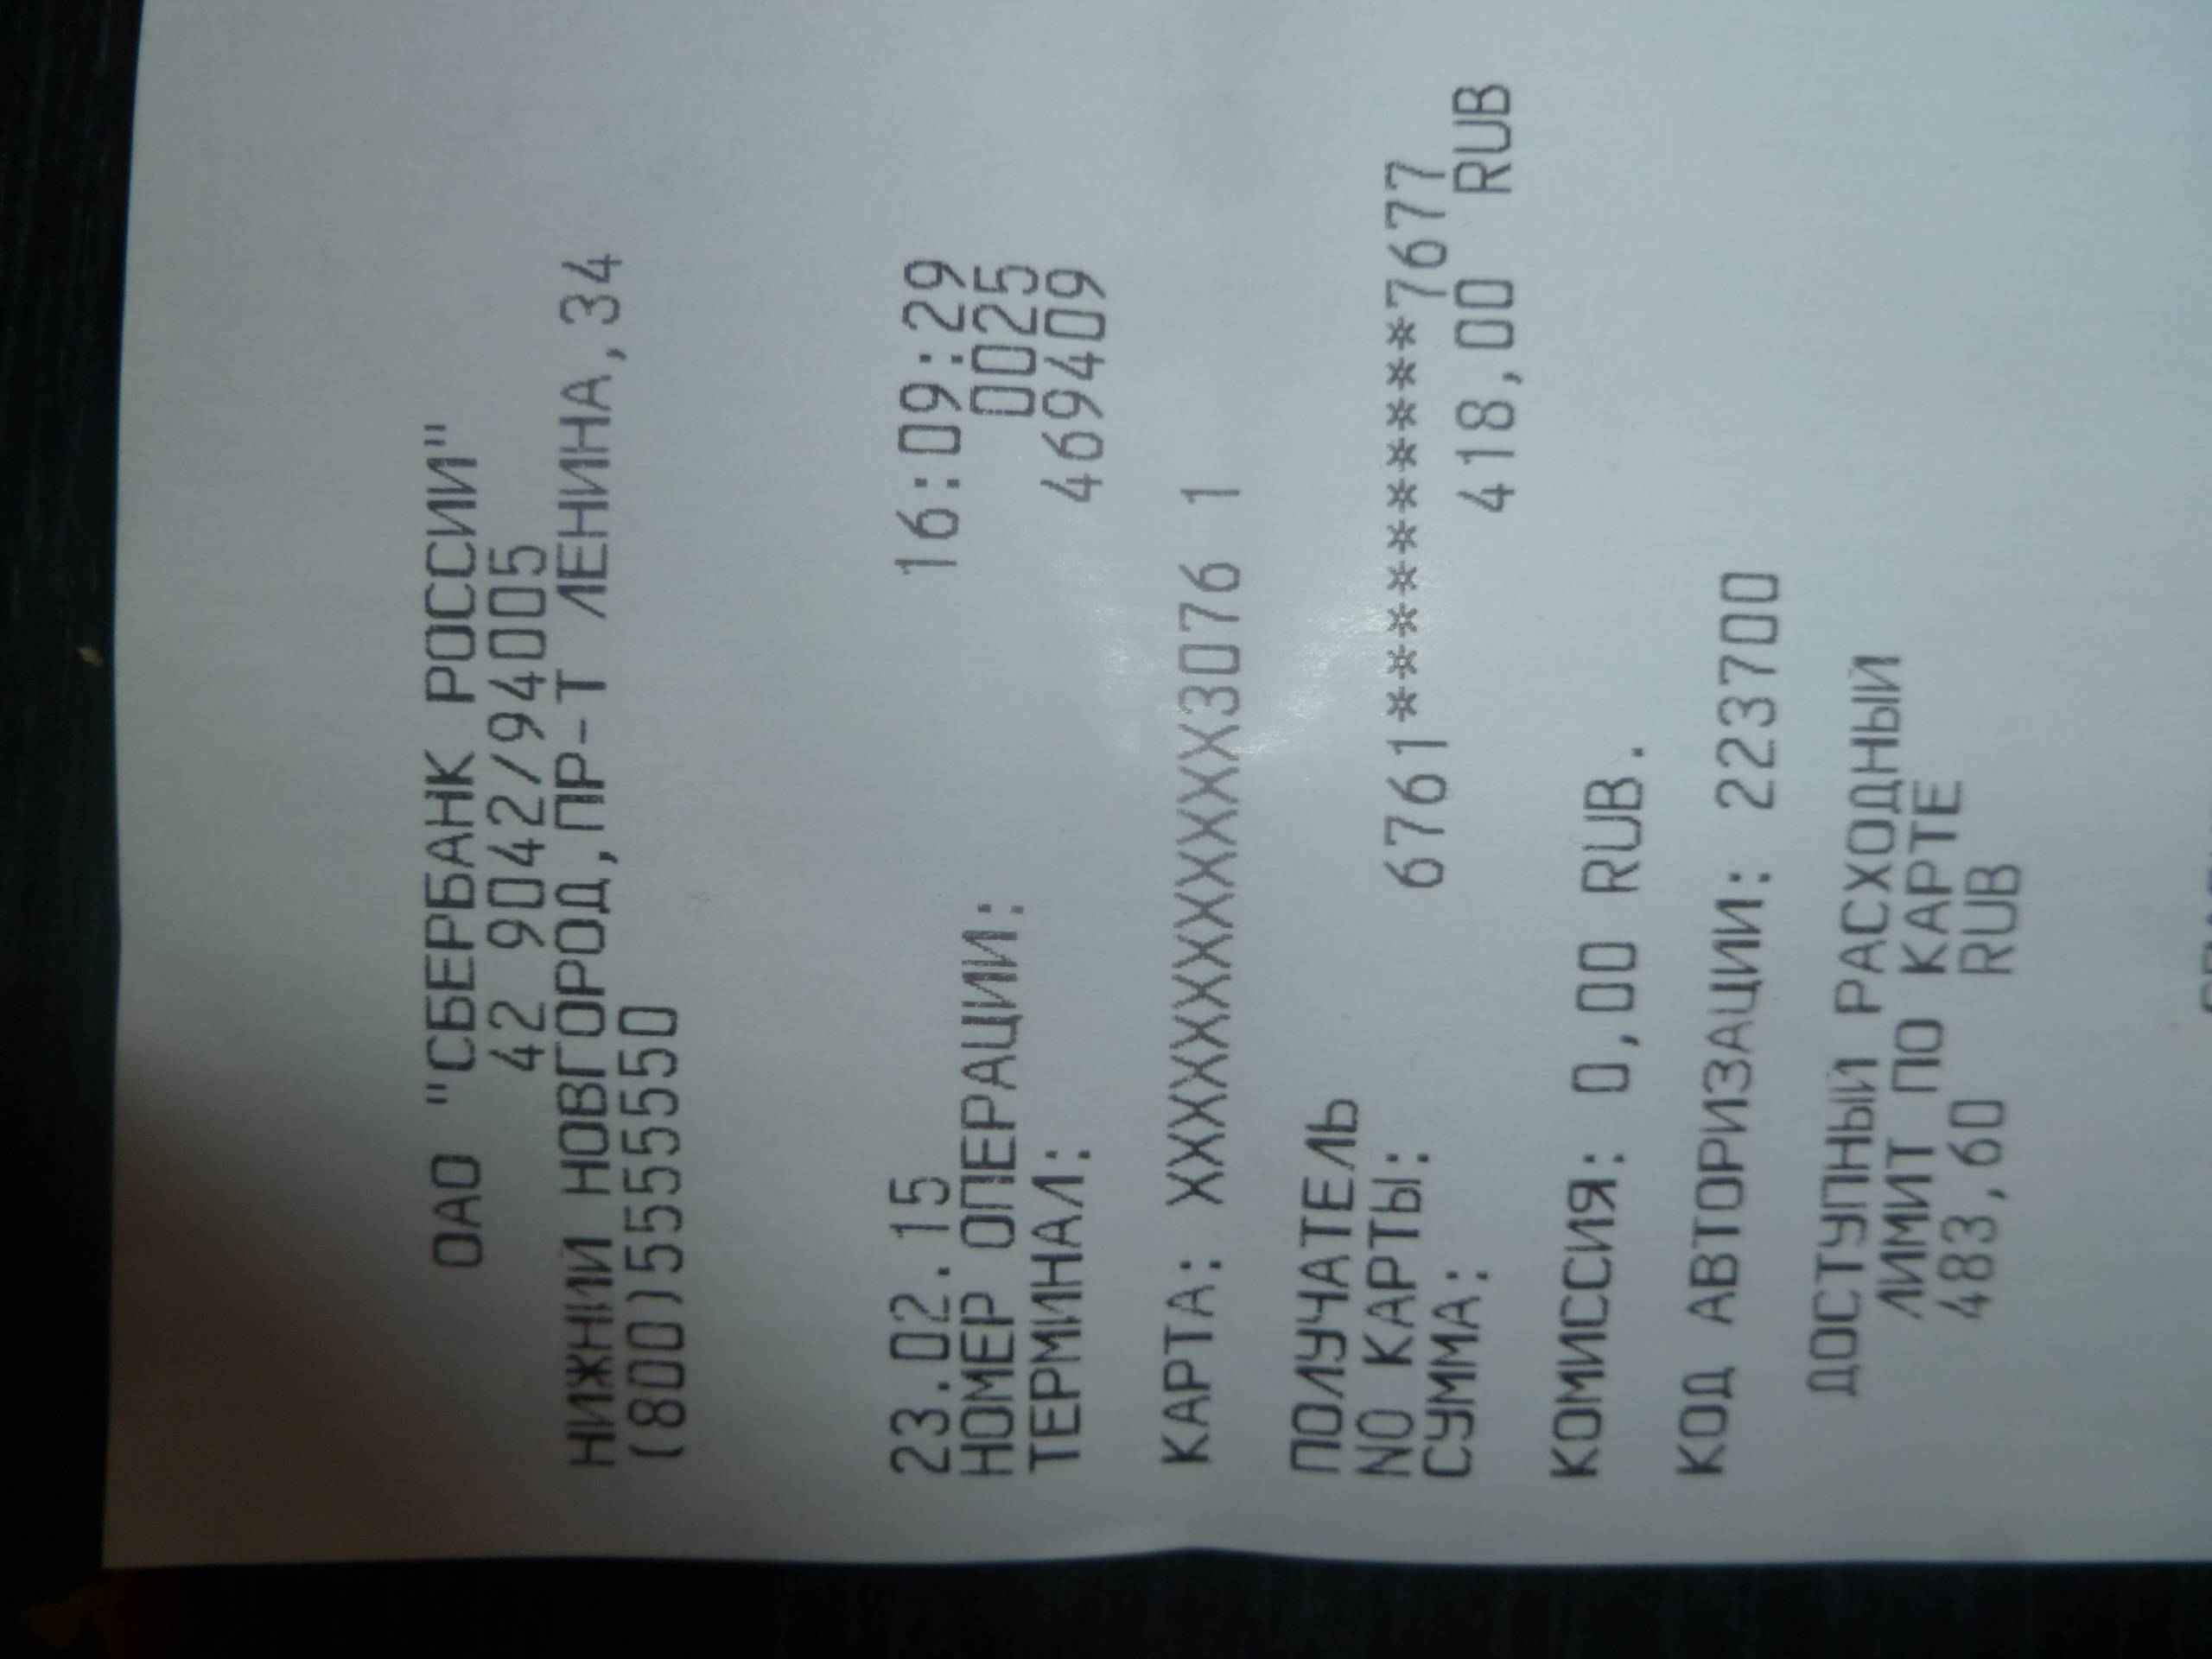 ОАО "СБЕРБАНК РОССИИ"
42 9042/94005
НИЖНИЙ НОВГОРОД,ПР-Т ЛЕНИНА,34
(800)5555550
23.02.15 16:09:29
НОМЕР ОПЕРАЦИИ: 0025
ТЕРМИНАЛ: 469409
КАРТА: XXXXXXXXXXXXXX3076 1
ПОЛУЧАТЕЛЬ
NO КАРТЫ: 6761**********7677
СУММА: 418,00 RUB
КОМИССИЯ: 0,00 RUB.
КОД АВТОРИЗАЦИИ: 223700
ДОСТУПНЫЙ РАСХОДНЫЙ
ЛИМИТ ПО КАРТЕ
483,60 RUB